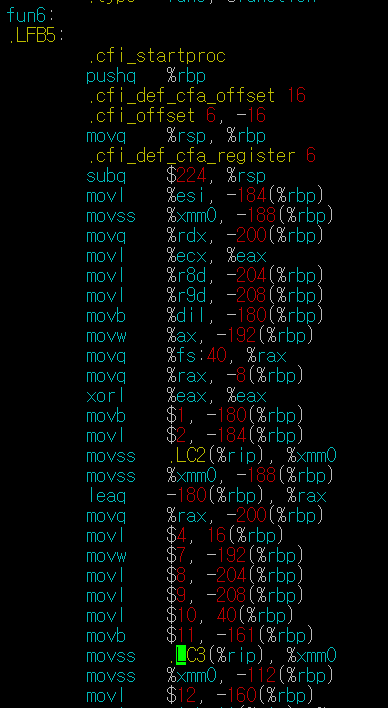 fun6:
.LFB5:
.cfi_startproc
pushq %rbp
.cfi_def_cfa_offset 16
.cfi_offset 6, -16
movq %rsp, %rbp
.cfi_def_cfa_register 6
subq $224, %rsp
movl %esi, -184(%rbp)
movss %xmm0, -188(%rbp)
movq %rdx, -200(%rbp)
movl %ecx, %eax
movl %r8d, -204(%rbp)
movl %r9d, -208(%rbp)
movb %dil, -180(%rbp)
movw %ax, -192(%rbp)
movq %fs:40, %rax
movq %rax, -8(%rbp)
xorl %eax, %eax
movb $1, -180(%rbp)
movl $2, -184(%rbp)
movss .LC2(%rip), %xmm0
movss %xmm0, -188(%rbp)
leaq -180(%rbp), %rax
movq %rax, -200(%rbp)
movl $4, 16(%rbp)
movw $7, -192(%rbp)
movl $8, -204(%rbp)
movl $9, -208(%rbp)
movl $10, 40(%rbp)
movb $11, -161(%rbp)
movss .LC3(%rip), %xmm0
movss %xmm0, -112(%rbp)
movl $12, -160(%rbp)